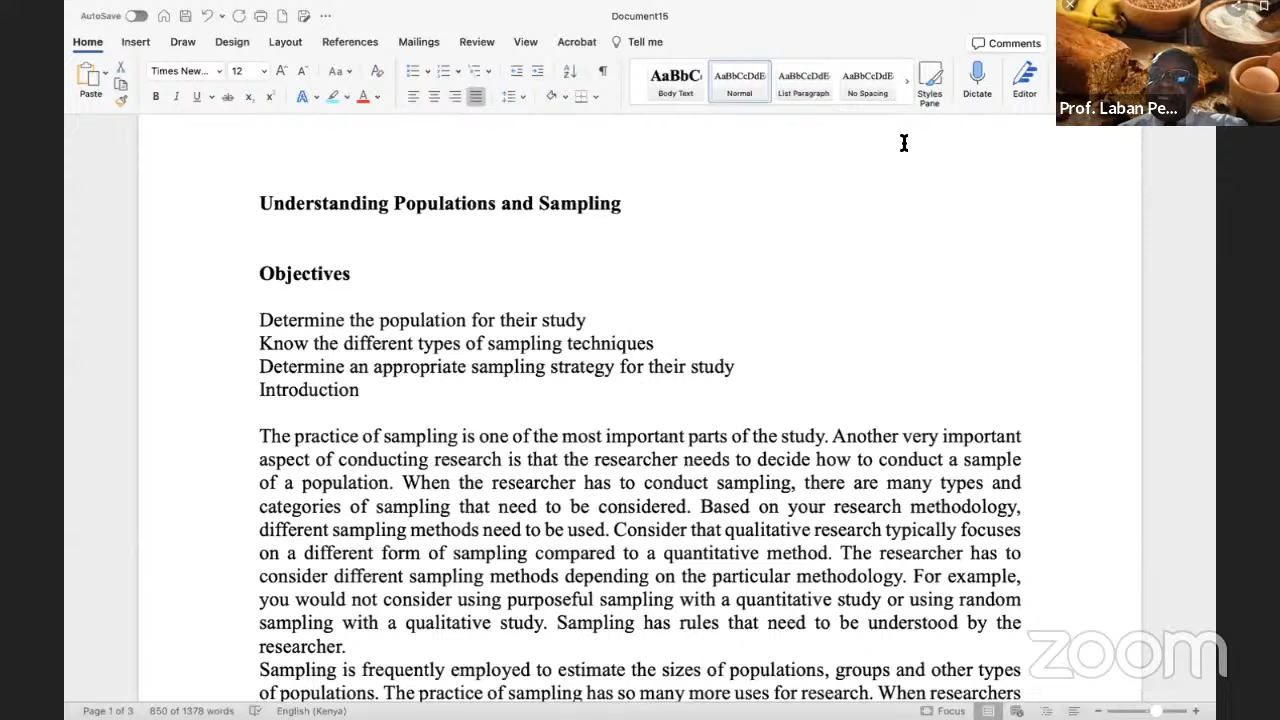 AutoSave
Document15
Home Insert Draw Design Layout References Mailings Review View Acrobat Tell me
Comments
Paste
Times New... 12
Aa
B I U ab x₂ x²
A A
AaBbC AaBbCcDdE AaBbCcDdE AaBbCcDdE
Body Text Normal List Paragraph No Spacing
Styles Pane
Dictate
Editor
Prof. Laban Pe...
Understanding Populations and Sampling
Objectives
Determine the population for their study
Know the different types of sampling techniques
Determine an appropriate sampling strategy for their study
Introduction
The practice of sampling is one of the most important parts of the study. Another very important
aspect of conducting research is that the researcher needs to decide how to conduct a sample
of a population. When the researcher has to conduct sampling, there are many types and
categories of sampling that need to be considered. Based on your research methodology,
different sampling methods need to be used. Consider that qualitative research typically focuses
on a different form of sampling compared to a quantitative method. The researcher has to
consider different sampling methods depending on the particular methodology. For example,
you would not consider using purposeful sampling with a quantitative study or using random
sampling with a qualitative study. Sampling has rules that need to be understood by the
researcher.
Sampling is frequently employed to estimate the sizes of populations, groups and other types
of populations. The practice of sampling has so many more uses for research. When researchers
zoom
Page 1 of 3 850 of 1378 words English (Kenya) Focus